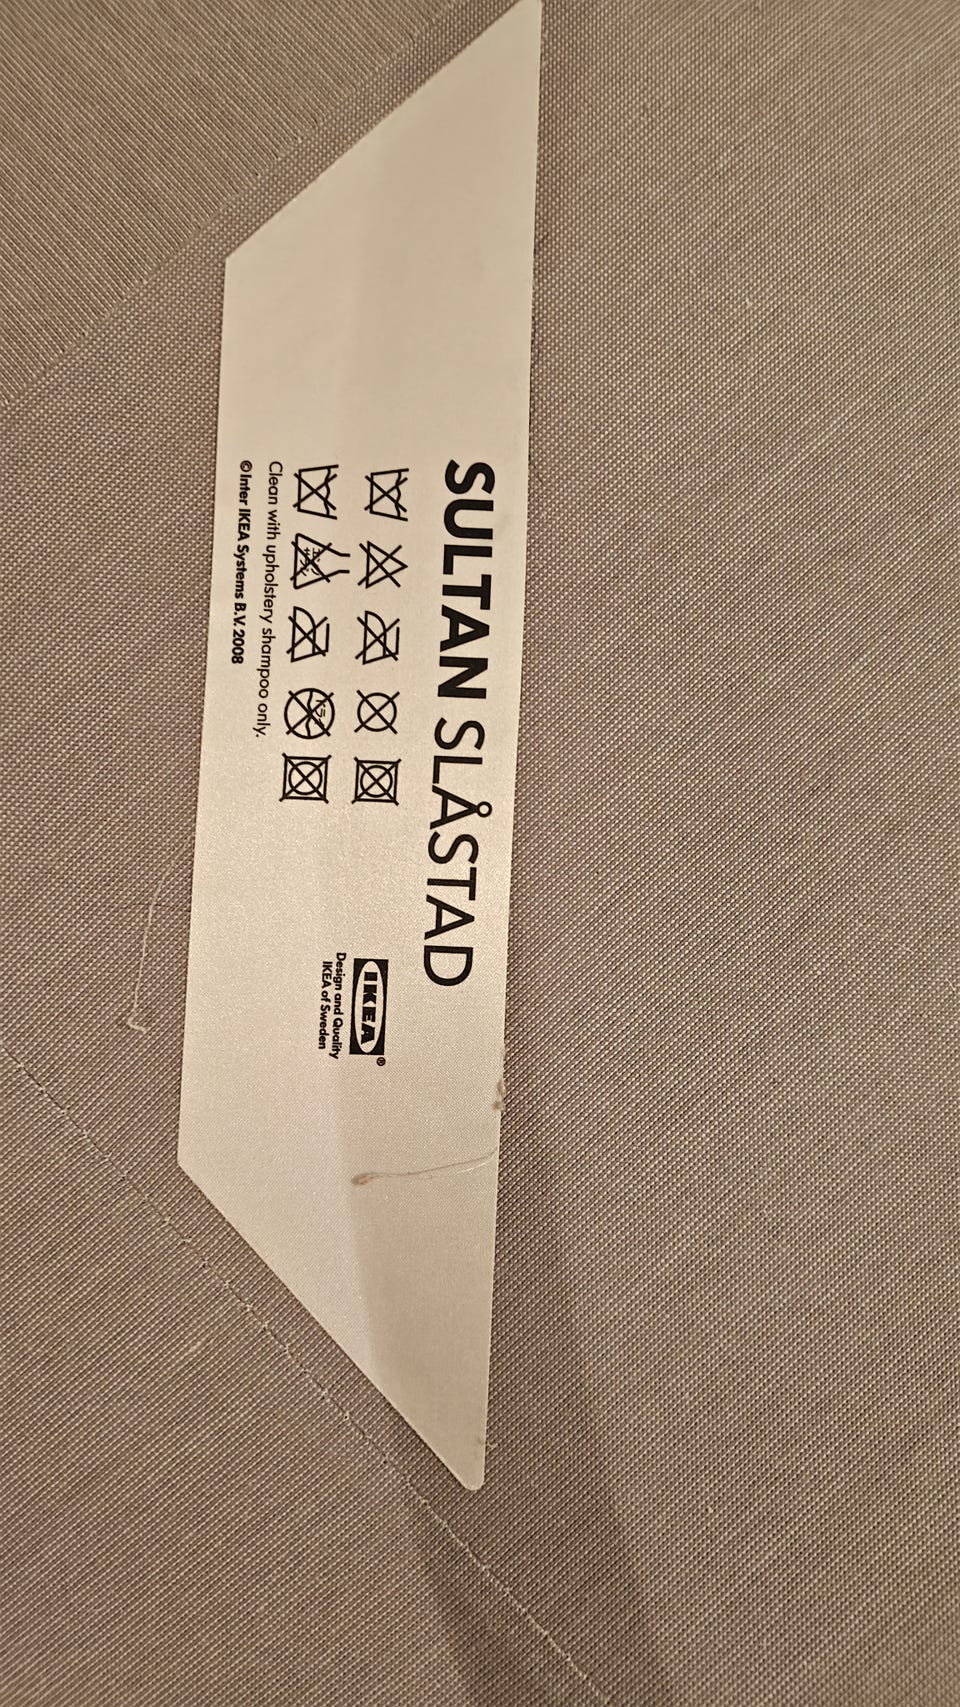 SULTAN SLÅSTAD
Clean with upholstery shampoo only.
© Inter IKEA Systems B.V. 2008
IKEA®
Design and Quality
IKEA of Sweden